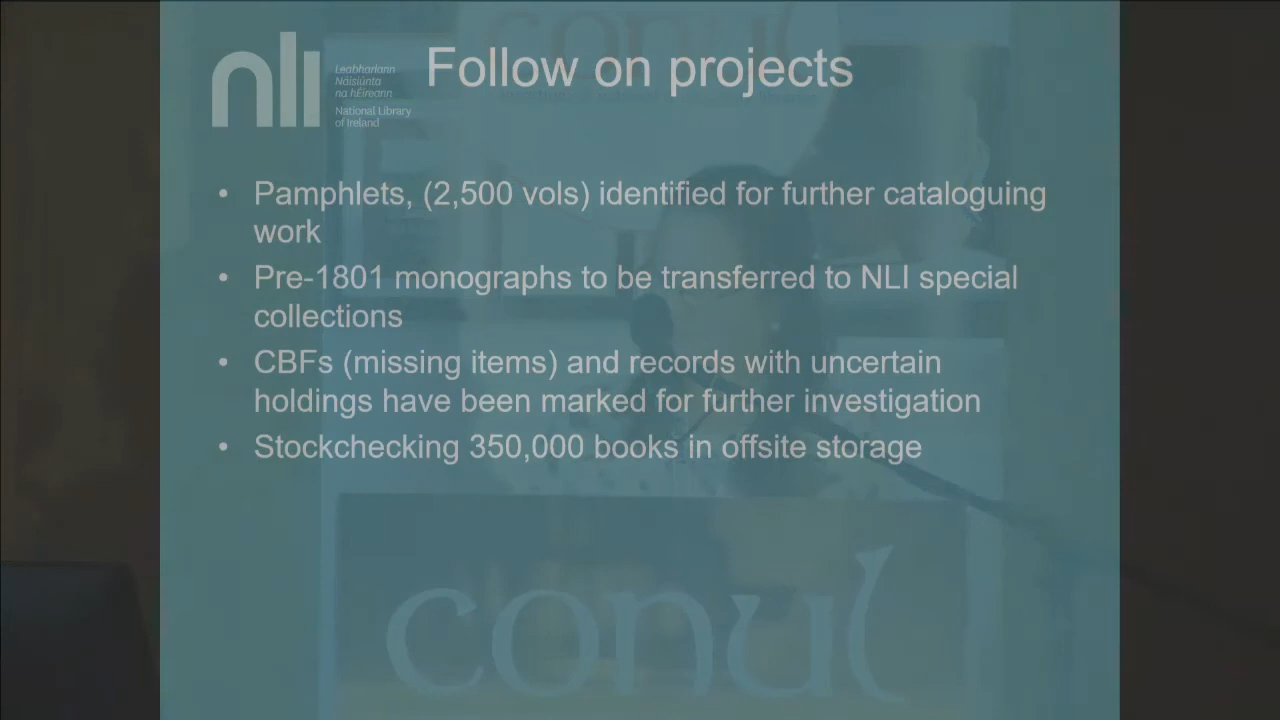 conul
nli
Leabharlann
Náisiúnta
na hÉireann
National Library
of Ireland
Follow on projects
• Pamphlets, (2,500 vols) identified for further cataloguing
work
• Pre-1801 monographs to be transferred to NLI special
collections
• CBFs (missing items) and records with uncertain
holdings have been marked for further investigation
• Stockchecking 350,000 books in offsite storage
conul